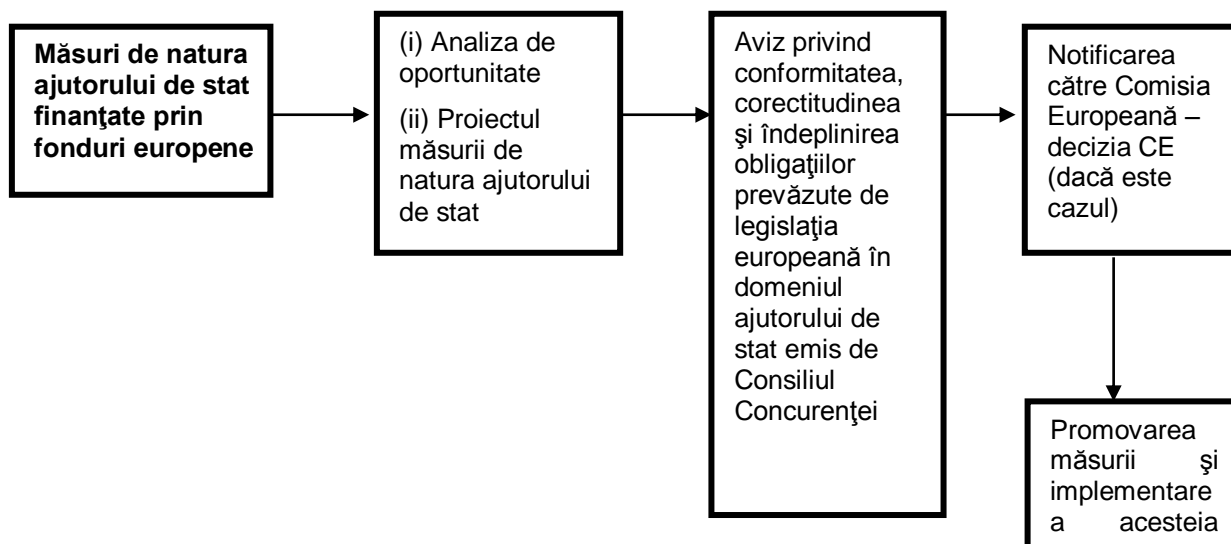 Măsuri de natura
ajutorului de stat
finanţate prin
fonduri europene
(i) Analiza de
oportunitate
(ii) Proiectul
măsurii de
natura ajutorului
de stat
Aviz privind
conformitatea,
corectitudinea
şi îndeplinirea
obligaţiilor
prevăzute de
legislaţia
europeană în
domeniul
ajutorului de
stat emis de
Consiliul
Concurenţei
Notificarea
către Comisia
Europeană –
decizia CE
(dacă este
cazul)
Promovarea
măsurii şi
implementare
a acesteia